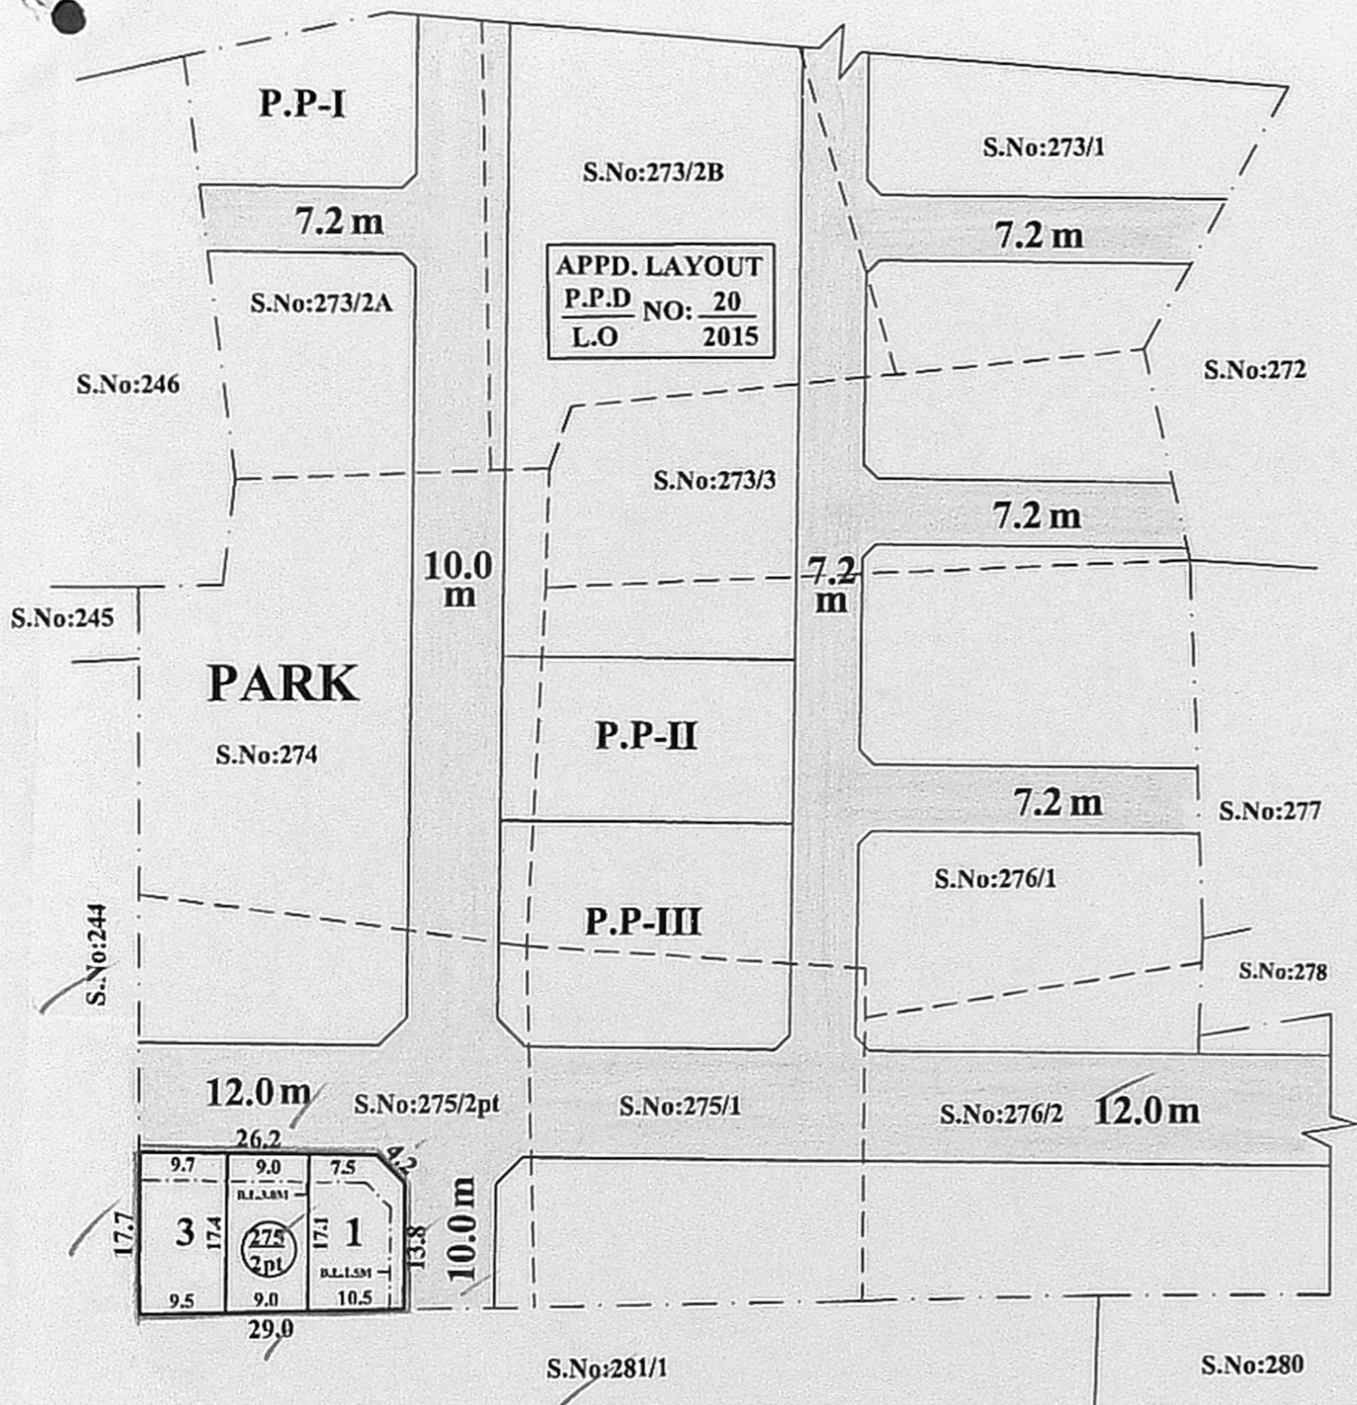 P.P-I
S.No:273/1
S.No:273/2B
7.2 m
7.2 m
APPD. LAYOUT
P.P.D NO: 20
L.O 2015
S.No:273/2A
S.No:246
S.No:272
S.No:273/3
7.2 m
10.0
m
7.2
m
S.No:245
PARK
S.No:274
P.P-II
7.2 m
S.No:277
S.No:276/1
P.P-III
S.No:244
S.No:278
12.0 m
S.No:275/2pt
S.No:275/1
S.No:276/2
12.0 m
26.2
4.2
9.7
9.0
7.5
B.L.3.0M
17.7
3
17.4
275
2pt
17.1
1
13.8
10.0 m
B.L.1.5M
9.5
9.0
10.5
29.0
S.No:281/1
S.No:280